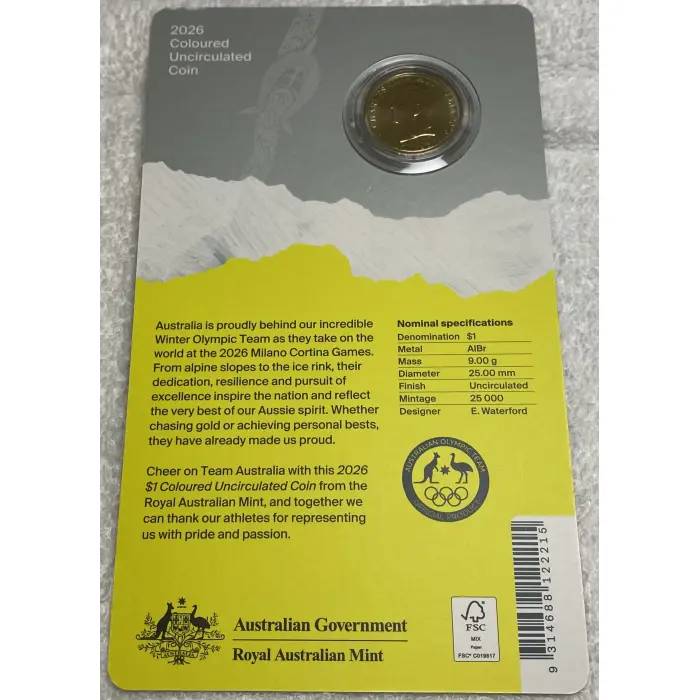 2026
Coloured
Uncirculated
Coin
Australia is proudly behind our incredible
Winter Olympic Team as they take on the
world at the 2026 Milano Cortina Games.
From alpine slopes to the ice rink, their
dedication, resilience and pursuit of
excellence inspire the nation and reflect
the very best of our Aussie spirit. Whether
chasing gold or achieving personal bests,
they have already made us proud.
Cheer on Team Australia with this 2026
$1 Coloured Uncirculated Coin from the
Royal Australian Mint, and together we
can thank our athletes for representing
us with pride and passion.
Nominal specifications
Denomination $1
Metal AlBr
Mass 9.00 g
Diameter 25.00 mm
Finish Uncirculated
Mintage 25 000
Designer E. Waterford
AUSTRALIAN OLYMPIC TEAM
OFFICIAL PRODUCT
Australian Government
Royal Australian Mint
FSC
MIX
Paper
FSC® C019817
9 314688 122215